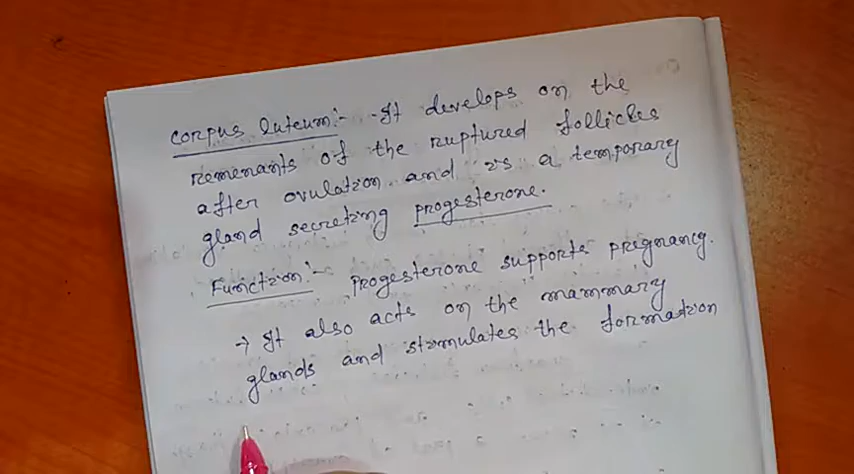 Corpus luteum:- It develops on the
remenants of the ruptured follicles
after ovulation and is a temporary
gland secreting progesterone.
Function:- Progesterone supports pregnancy.
→ It also acts on the mammary
glands and stimulates the formation